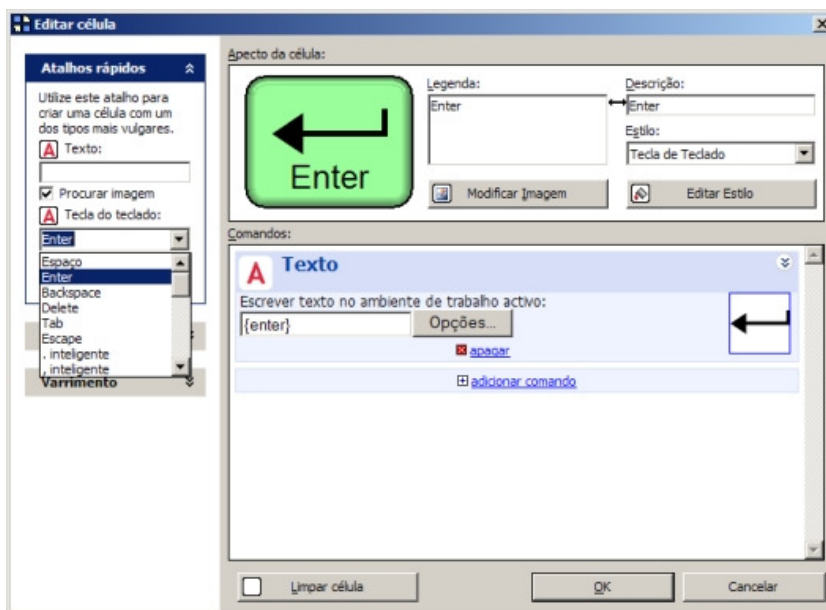 Editar célula
Atalhos rápidos
Utilize este atalho para
criar uma célula com um
dos tipos mais vulgares.
A Texto:
Procurar imagem
A Tecla do teclado:
Enter
Espaço
Enter
Backspace
Delete
Tab
Escape
. inteligente
, inteligente
Varrimento
Apecto da célula:
Enter
Legenda:
Enter
Modificar Imagem
Descrição:
Enter
Estilo:
Tecla de Teclado
Editar Estilo
Comandos:
A Texto
Escrever texto no ambiente de trabalho activo:
{enter}
Opções...
apagar
adicionar comando
Limpar célula
OK
Cancelar